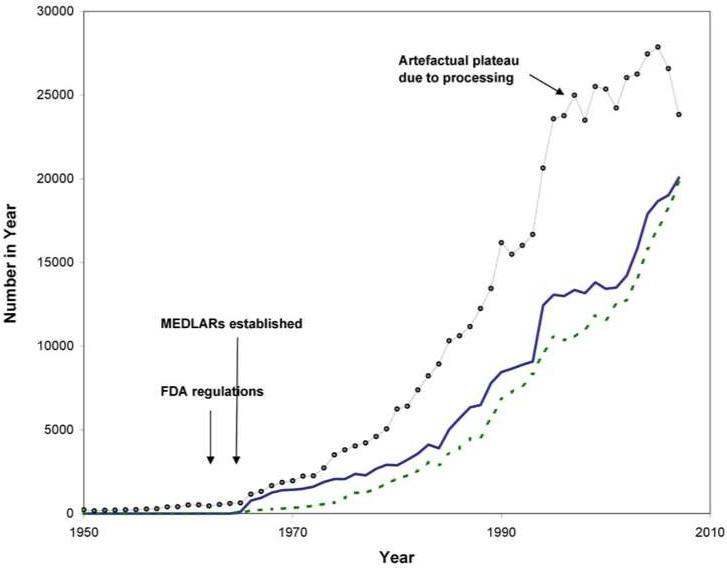 30000
Artefactual plateau
due to processing
25000
20000
Number in Year
15000
MEDLARs established
10000
FDA regulations
5000
0
1950
1970
1990
2010
Year